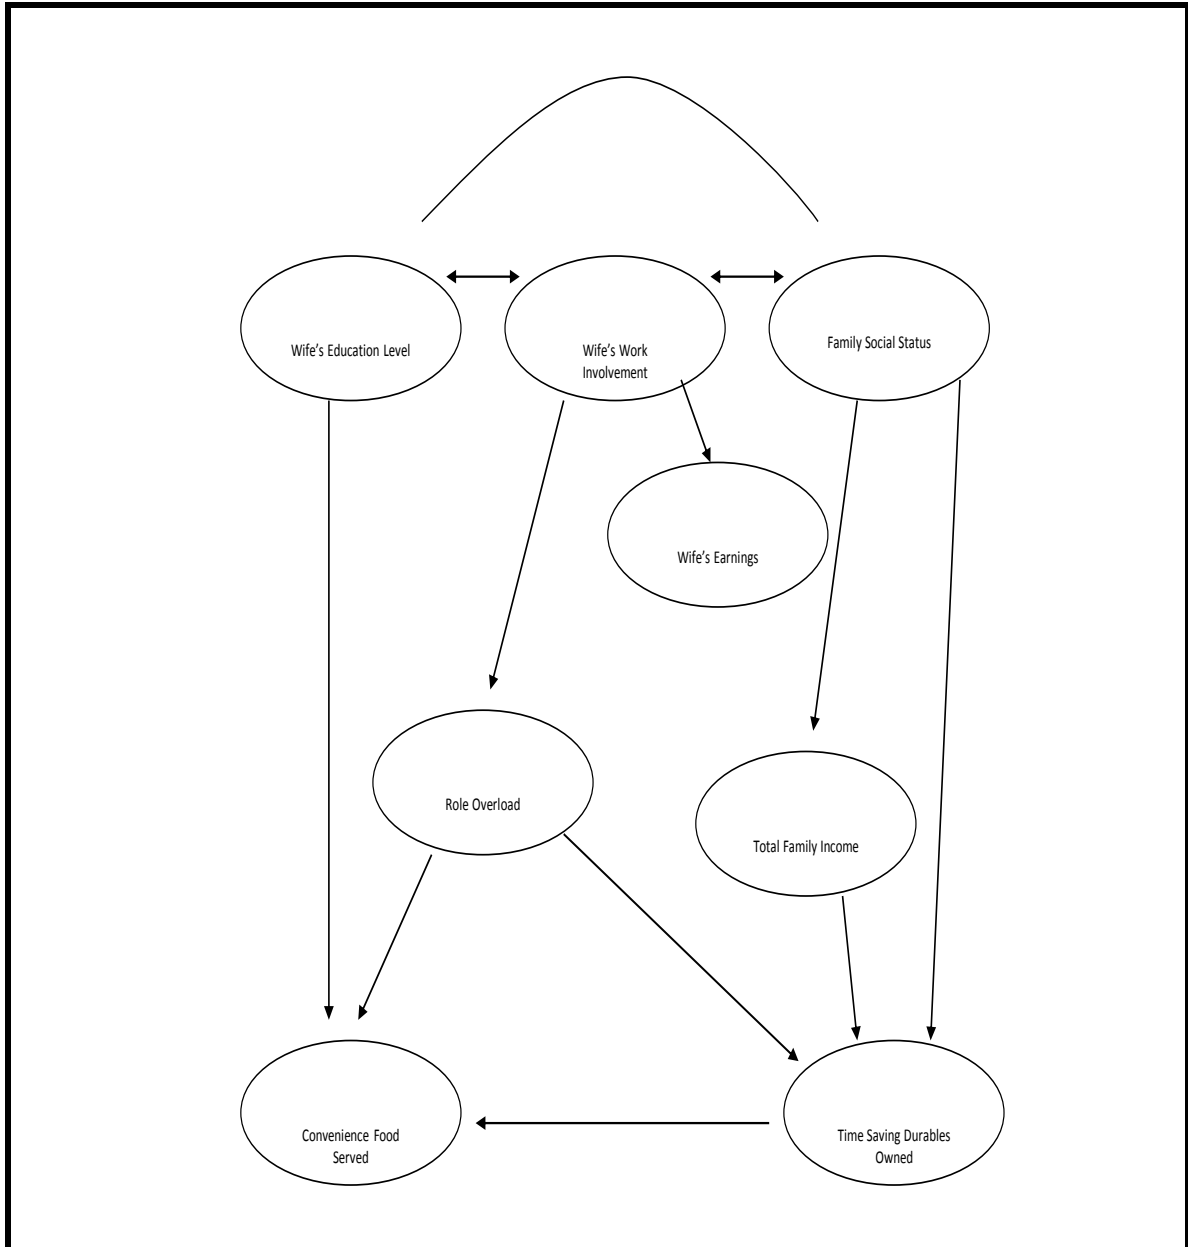 Wife’s Education Level
Wife’s Work
Involvement
Family Social Status
Wife’s Earnings
Role Overload
Total Family Income
Convenience Food
Served
Time Saving Durables
Owned